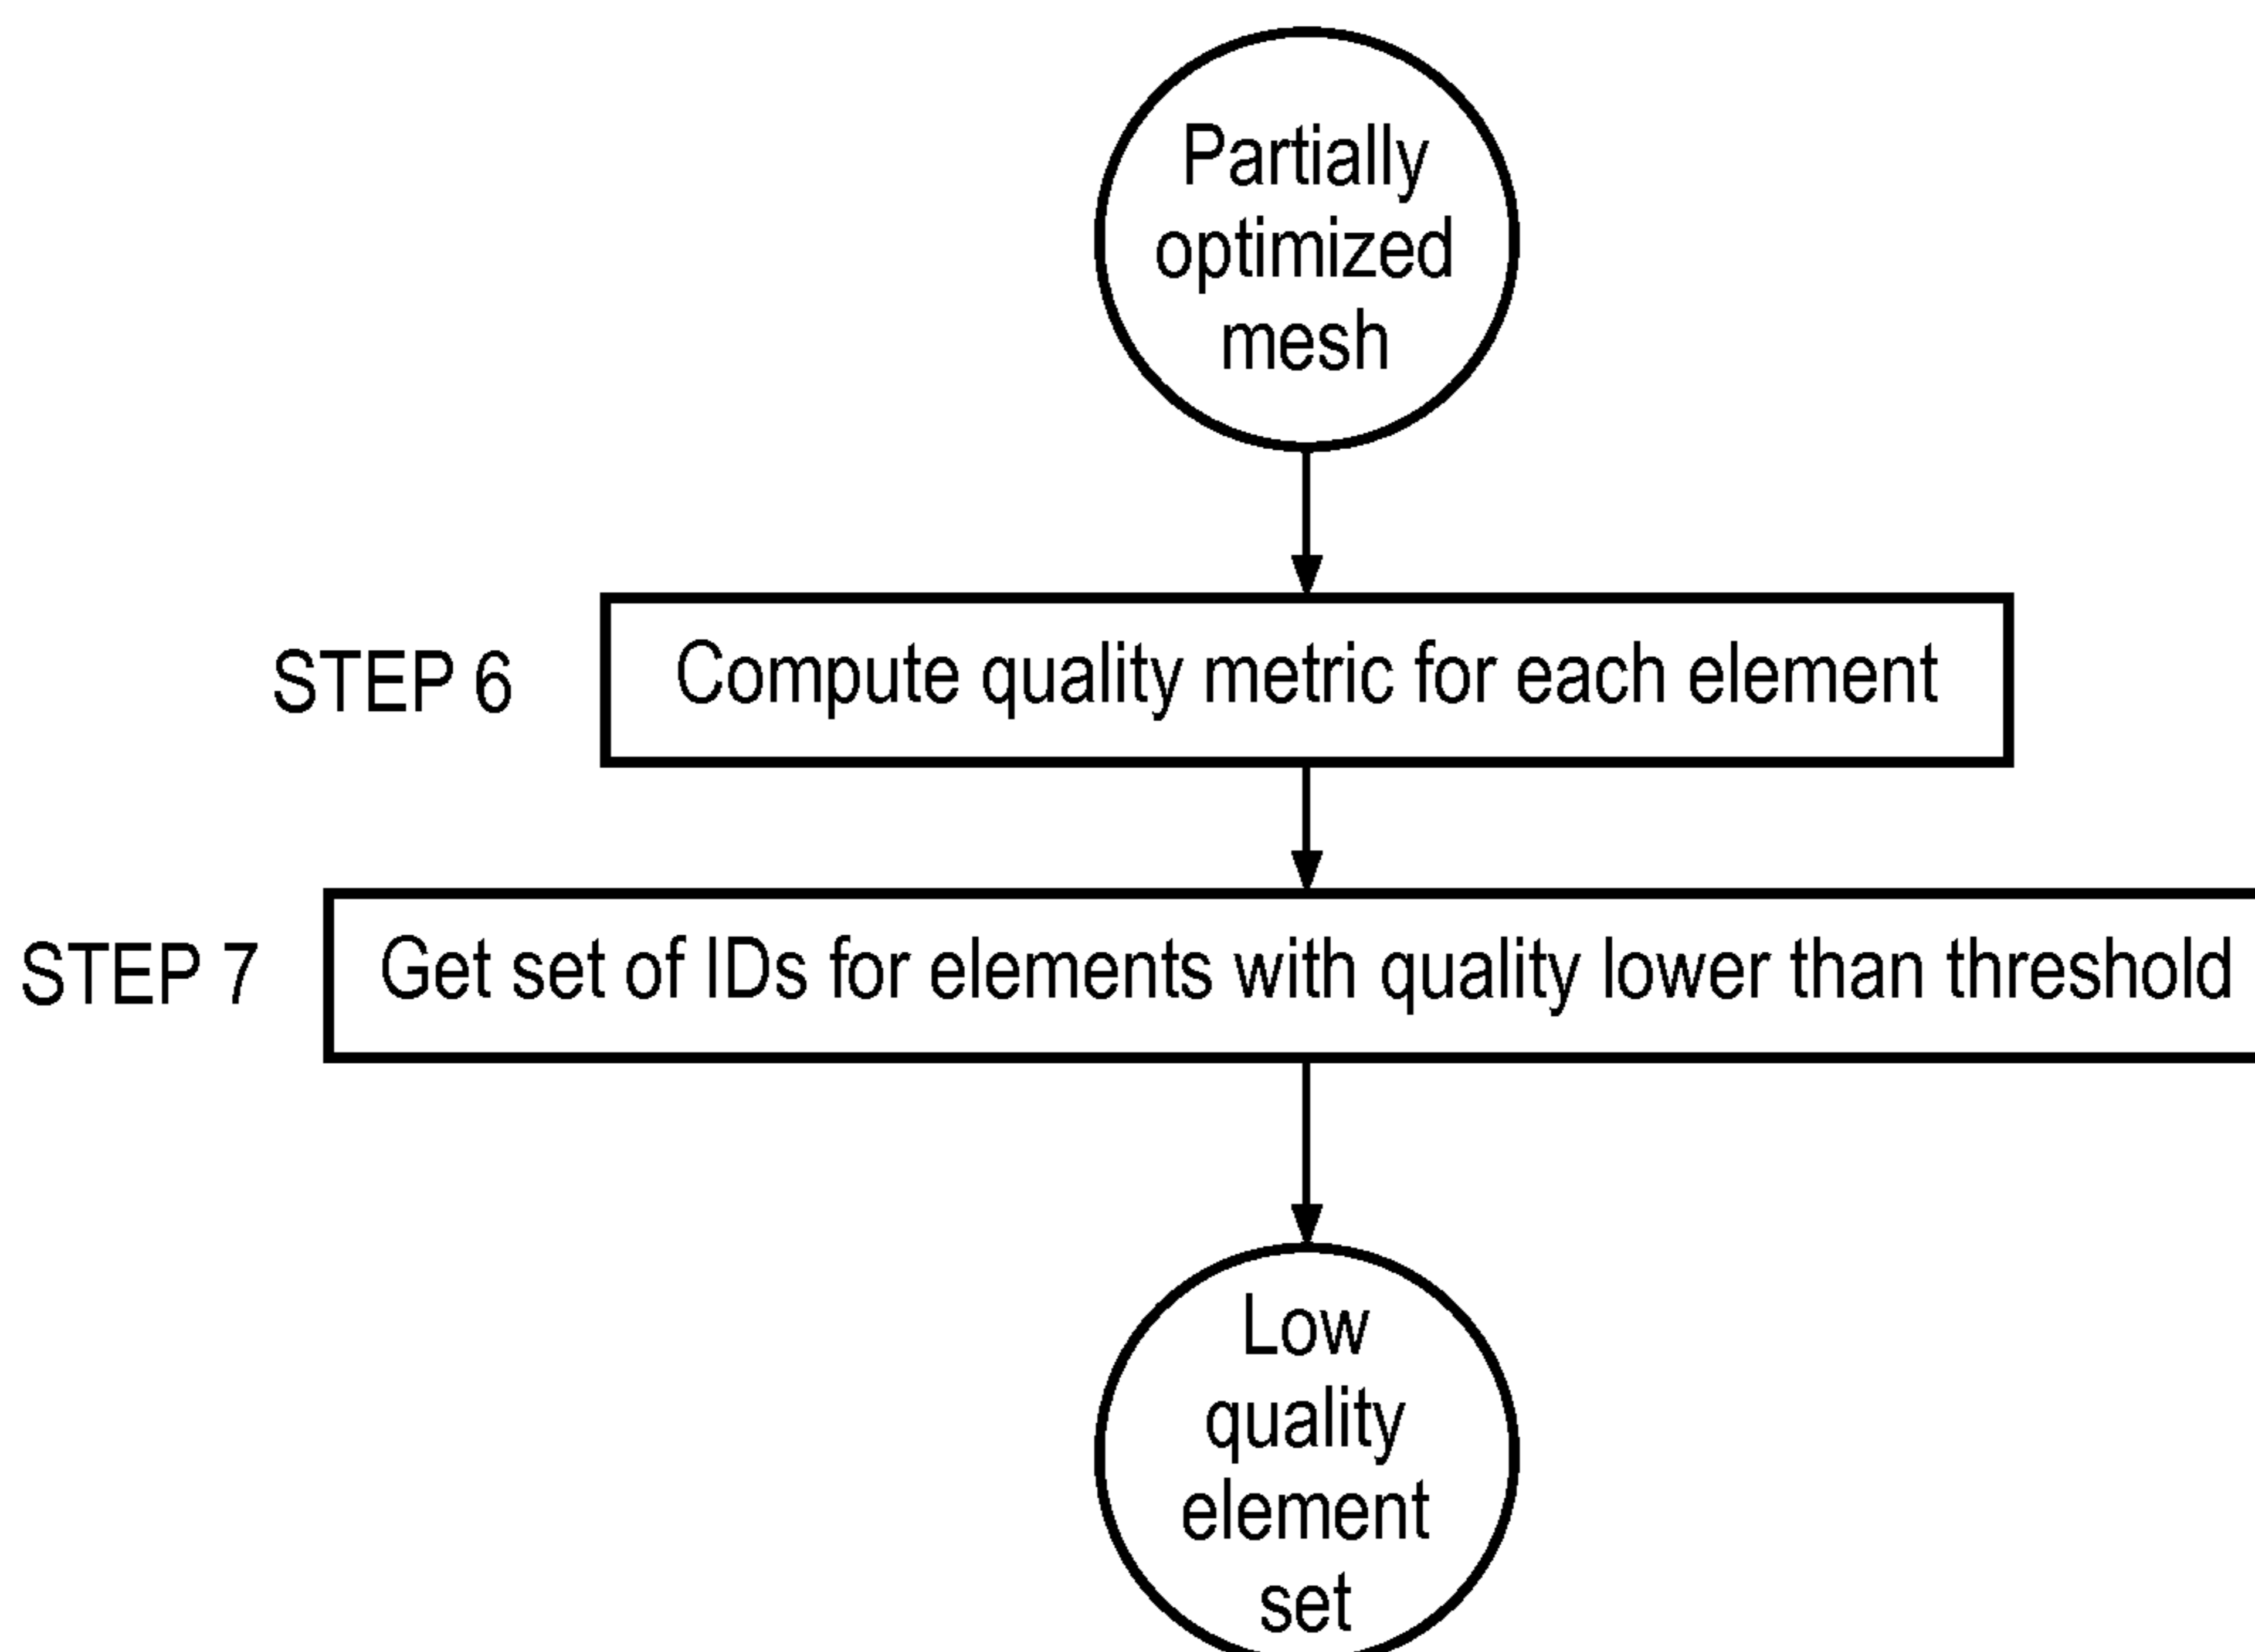 Partially
optimized
mesh
STEP 6
Compute quality metric for each element
STEP 7
Get set of IDs for elements with quality lower than threshold
Low
quality
element
set